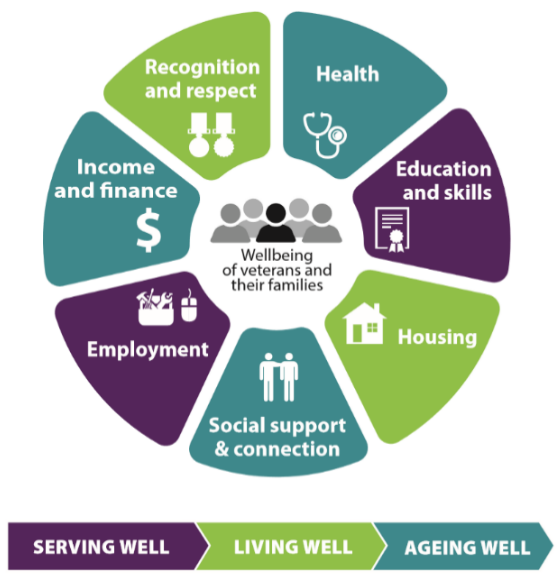 Recognition
and respect
Health
Education
and skills
Housing
Social support
& connection
Employment
Income
and finance
$
Wellbeing
of veterans and
their families
SERVING WELL
LIVING WELL
AGEING WELL